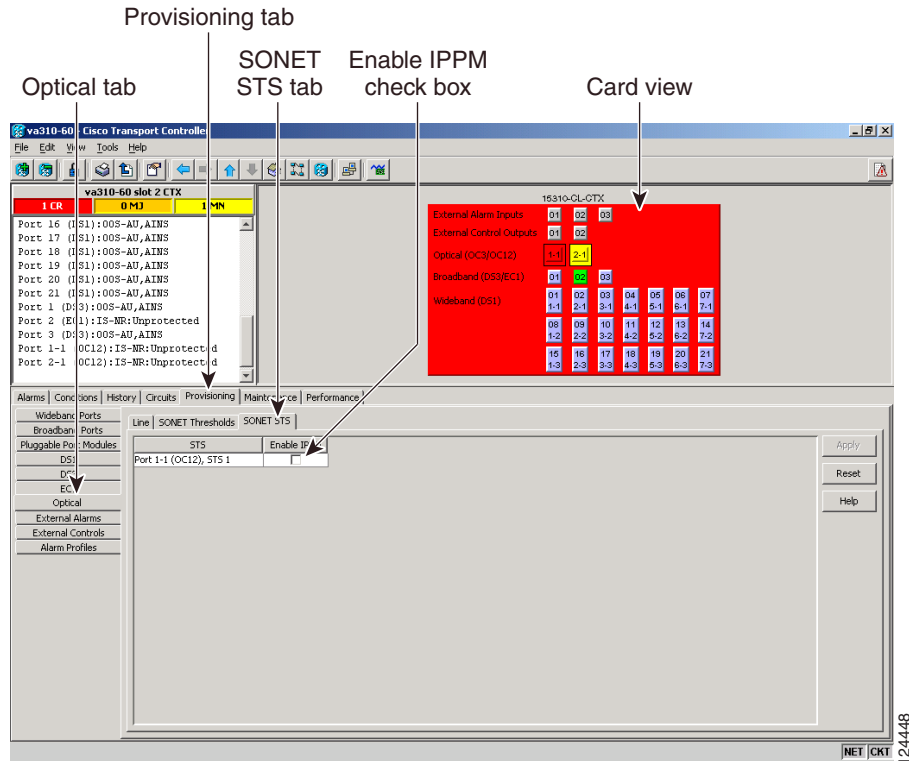 Provisioning tab
SONET STS tab
Enable IPPM check box
Optical tab
Card view
va310-60 - Cisco Transport Controller
File Edit View Tools Help
va310-60 slot 2 CTX
1 CR 0 MJ 1 MN
Port 16 (DS1):OOS-AU,AINS
Port 17 (DS1):OOS-AU,AINS
Port 18 (DS1):OOS-AU,AINS
Port 19 (DS1):OOS-AU,AINS
Port 20 (DS1):OOS-AU,AINS
Port 21 (DS1):OOS-AU,AINS
Port 1 (DS3):OOS-AU,AINS
Port 2 (EC1):IS-NR:Unprotected
Port 3 (DS3):OOS-AU,AINS
Port 1-1 (OC12):IS-NR:Unprotected
Port 2-1 (OC12):IS-NR:Unprotected
15310-CL-CTX
External Alarm Inputs 01 02 03
External Control Outputs 01 02
Optical (OC3/OC12) 1-1 2-1
Broadband (DS3/EC1) 01 02 03
Wideband (DS1) 01 02 03 04 05 06 07
1-1 2-1 3-1 4-1 5-1 6-1 7-1
08 09 10 11 12 13 14
1-2 2-2 3-2 4-2 5-2 6-2 7-2
15 16 17 18 19 20 21
1-3 2-3 3-3 4-3 5-3 6-3 7-3
Alarms Conditions History Circuits Provisioning Maintenance Performance
Wideband Ports
Broadband Ports
Pluggable Port Modules
DS1
DS3
EC1
Optical
External Alarms
External Controls
Alarm Profiles
Line SONET Thresholds SONET STS
STS Enable IPPM
Port 1-1 (OC12), STS 1
Apply
Reset
Help
NET CKT
124448